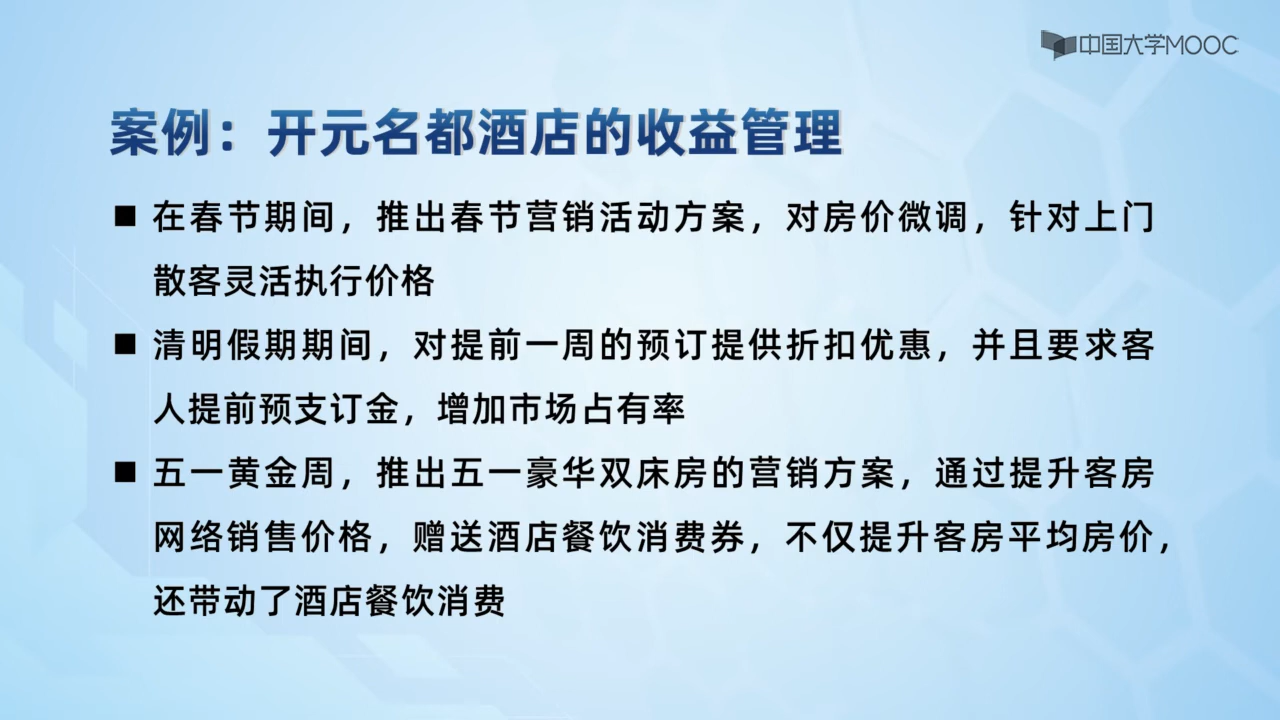 中国大学MOOC
案例：开元名都酒店的收益管理
■ 在春节期间，推出春节营销活动方案，对房价微调，针对上门
散客灵活执行价格
■ 清明假期期间，对提前一周的预订提供折扣优惠，并且要求客
人提前预支订金，增加市场占有率
■ 五一黄金周，推出五一豪华双床房的营销方案，通过提升客房
网络销售价格，赠送酒店餐饮消费券，不仅提升客房平均房价，
还带动了酒店餐饮消费